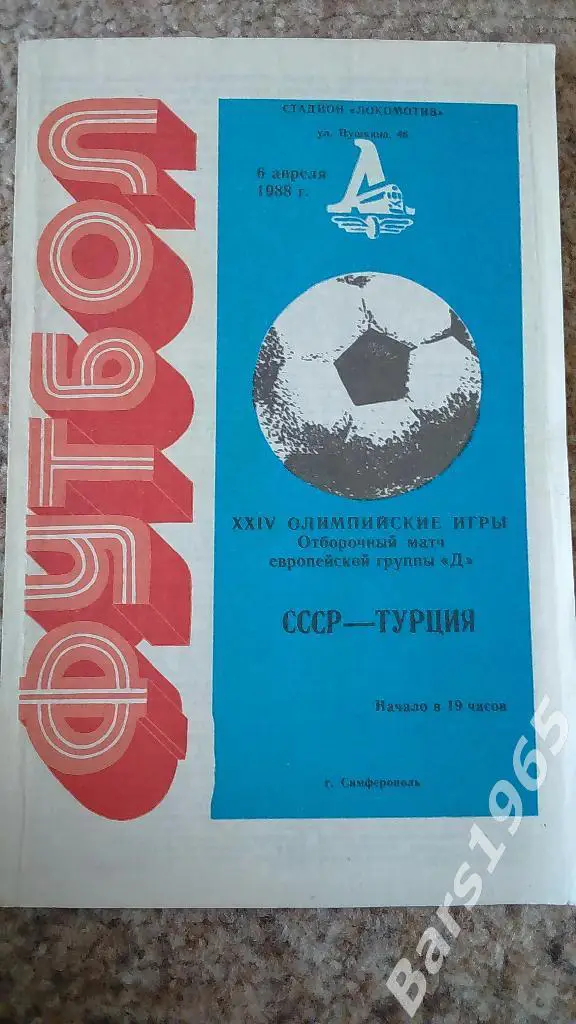 ФУТБОЛ
СТАДИОН «ЛОКОМОТИВ»
ул. Пушкина, 46
6 апреля
1988 г.
XXIV ОЛИМПИЙСКИЕ ИГРЫ
Отборочный матч
европейской группы «Д»
СССР—ТУРЦИЯ
Начало в 19 часов
г. Симферополь
Bars1965